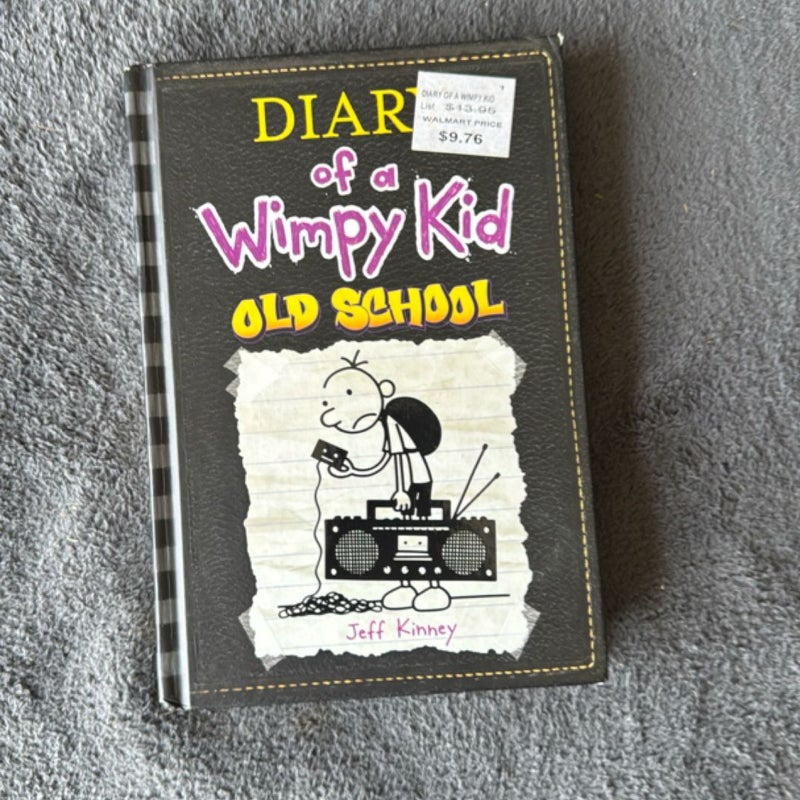 DIARY
DIARY OF A WIMPY KID
List $13.95
WALMART PRICE
$9.76
of a
Wimpy Kid
OLD SCHOOL
Jeff Kinney